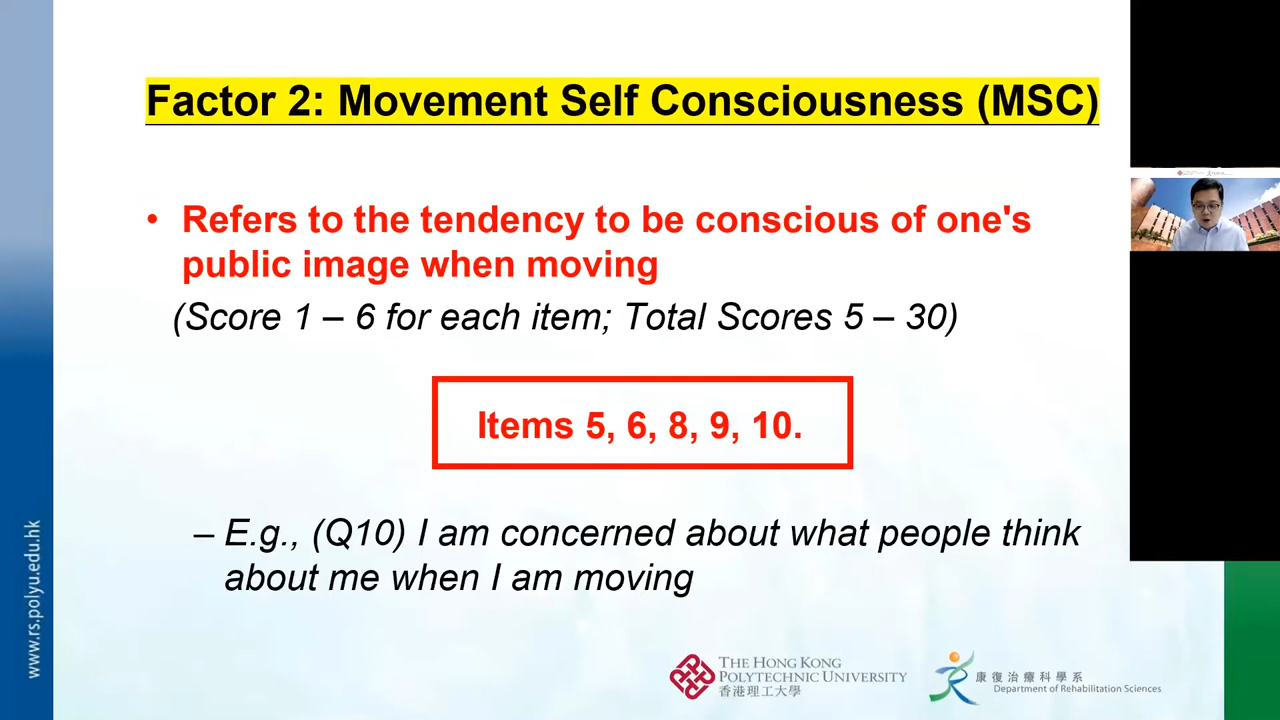 Factor 2: Movement Self Consciousness (MSC)
• Refers to the tendency to be conscious of one's
public image when moving
(Score 1 – 6 for each item; Total Scores 5 – 30)
Items 5, 6, 8, 9, 10.
– E.g., (Q10) I am concerned about what people think
about me when I am moving
www.rs.polyu.edu.hk
THE HONG KONG
POLYTECHNIC UNIVERSITY
香港理工大學
康復治療科學系
Department of Rehabilitation Sciences